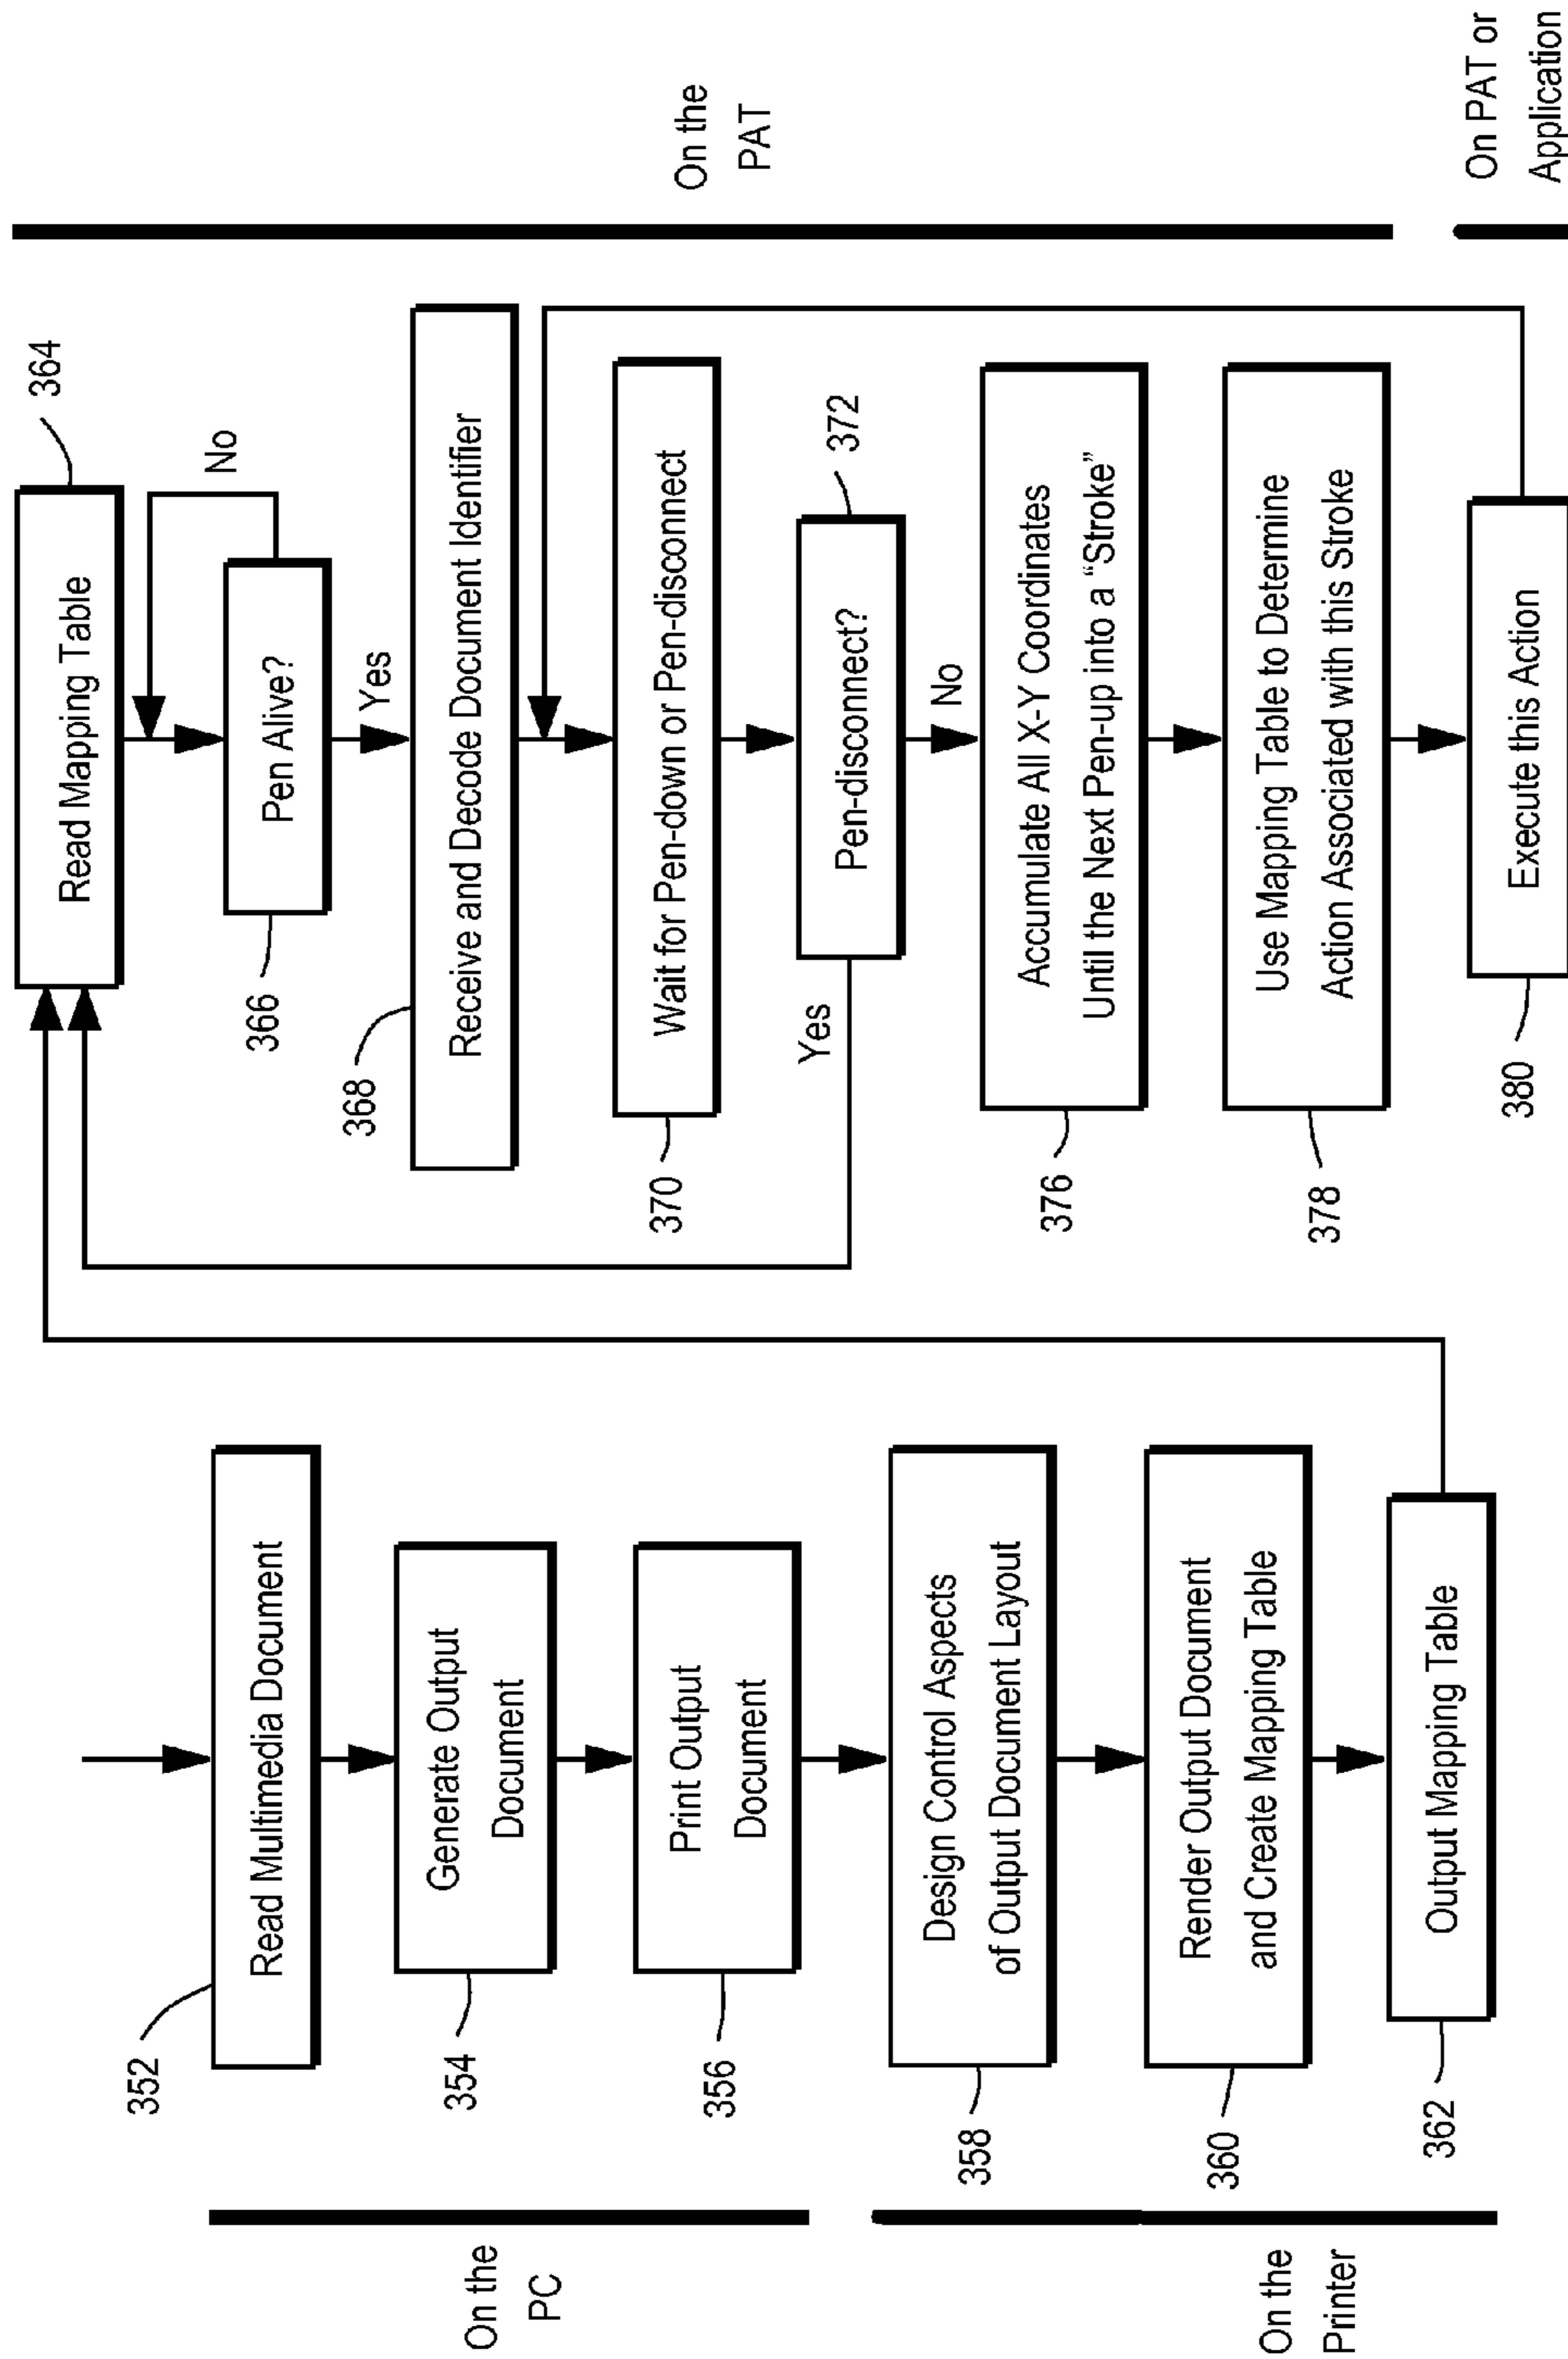 352
Read Multimedia Document
354
Generate Output
Document
356
Print Output
Document
On the
PC
358
Design Control Aspects
of Output Document Layout
360
Render Output Document
and Create Mapping Table
362
Output Mapping Table
On the
Printer
364
Read Mapping Table
366
Pen Alive?
No
Yes
368
Receive and Decode Document Identifier
370
Wait for Pen-down or Pen-disconnect
372
Pen-disconnect?
Yes
No
376
Accumulate All X-Y Coordinates
Until the Next Pen-up into a “Stroke”
378
Use Mapping Table to Determine
Action Associated with this Stroke
380
Execute this Action
On the
PAT
On PAT or
Application